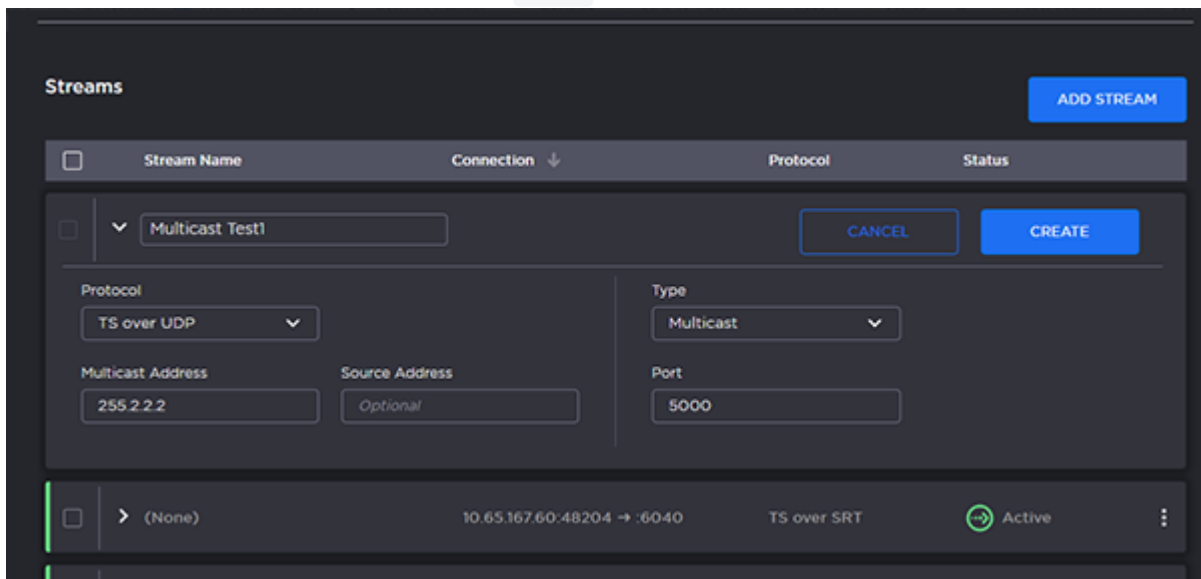 Streams
ADD STREAM
Stream Name Connection ↓ Protocol Status
Multicast Test1 CANCEL CREATE
Protocol Type
TS over UDP Multicast
Multicast Address Source Address Port
255.2.2.2 Optional 5000
(None) 10.65.167.60:48204 → :6040 TS over SRT Active